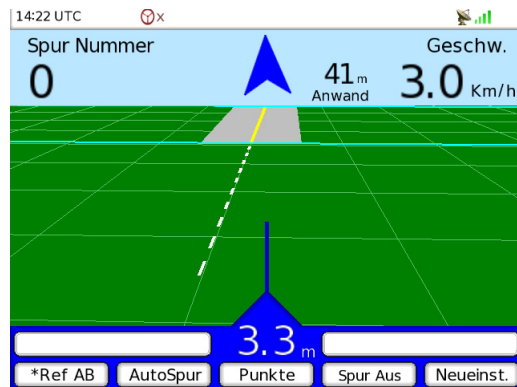 14:22 UTC
x
Spur Nummer
Geschw.
0
41 m
Anwand
3.0 Km/h
3.3 m
*Ref AB
AutoSpur
Punkte
Spur Aus
Neueinst.